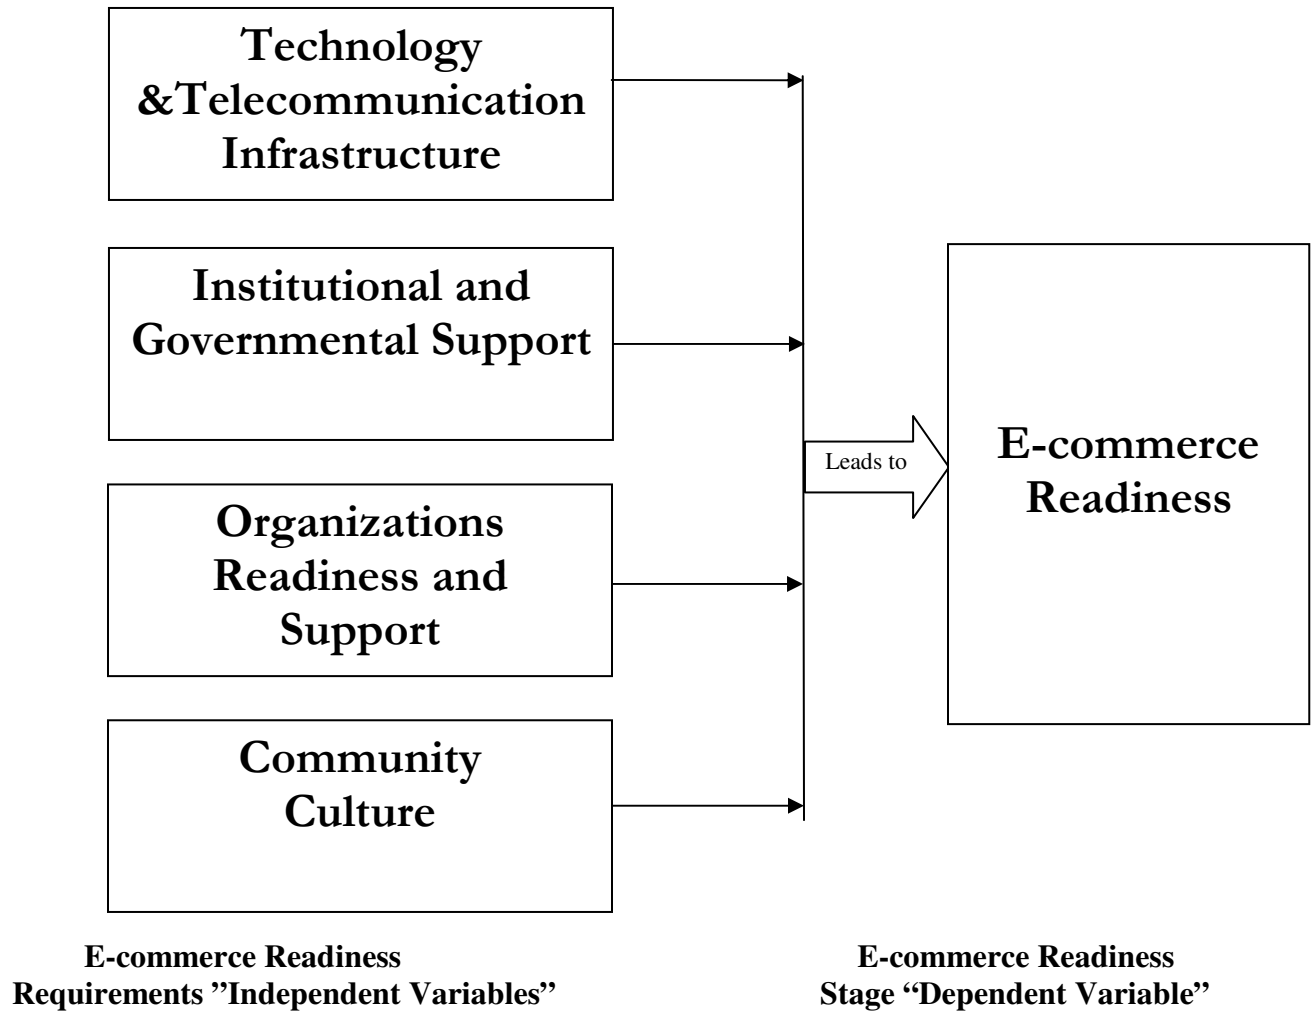 Technology
&Telecommunication
Infrastructure
Institutional and
Governmental Support
Organizations
Readiness and
Support
Community
Culture
Leads to
E-commerce
Readiness
E-commerce Readiness
Requirements ”Independent Variables”
E-commerce Readiness
Stage “Dependent Variable”